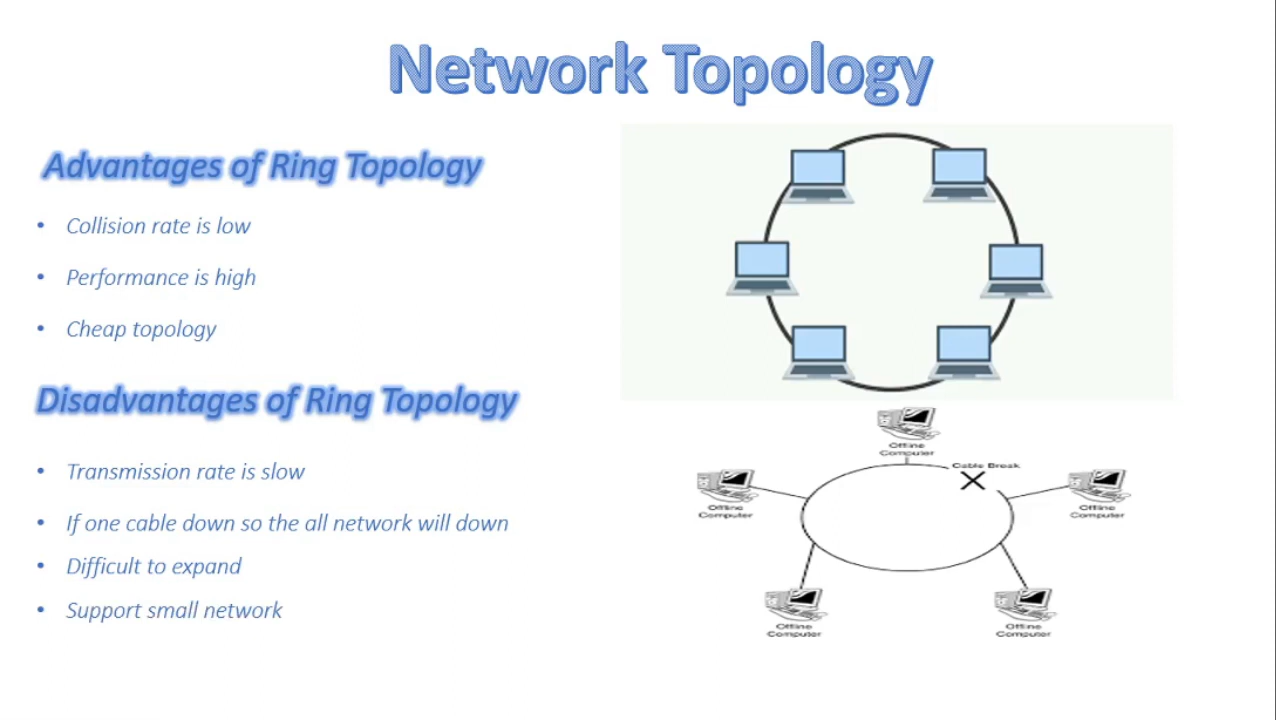 Network Topology
Advantages of Ring Topology
• Collision rate is low
• Performance is high
• Cheap topology
Disadvantages of Ring Topology
• Transmission rate is slow
• If one cable down so the all network will down
• Difficult to expand
• Support small network
Offline
Computer
Cable Break
Offline
Computer
Offline
Computer
Offline
Computer
Offline
Computer